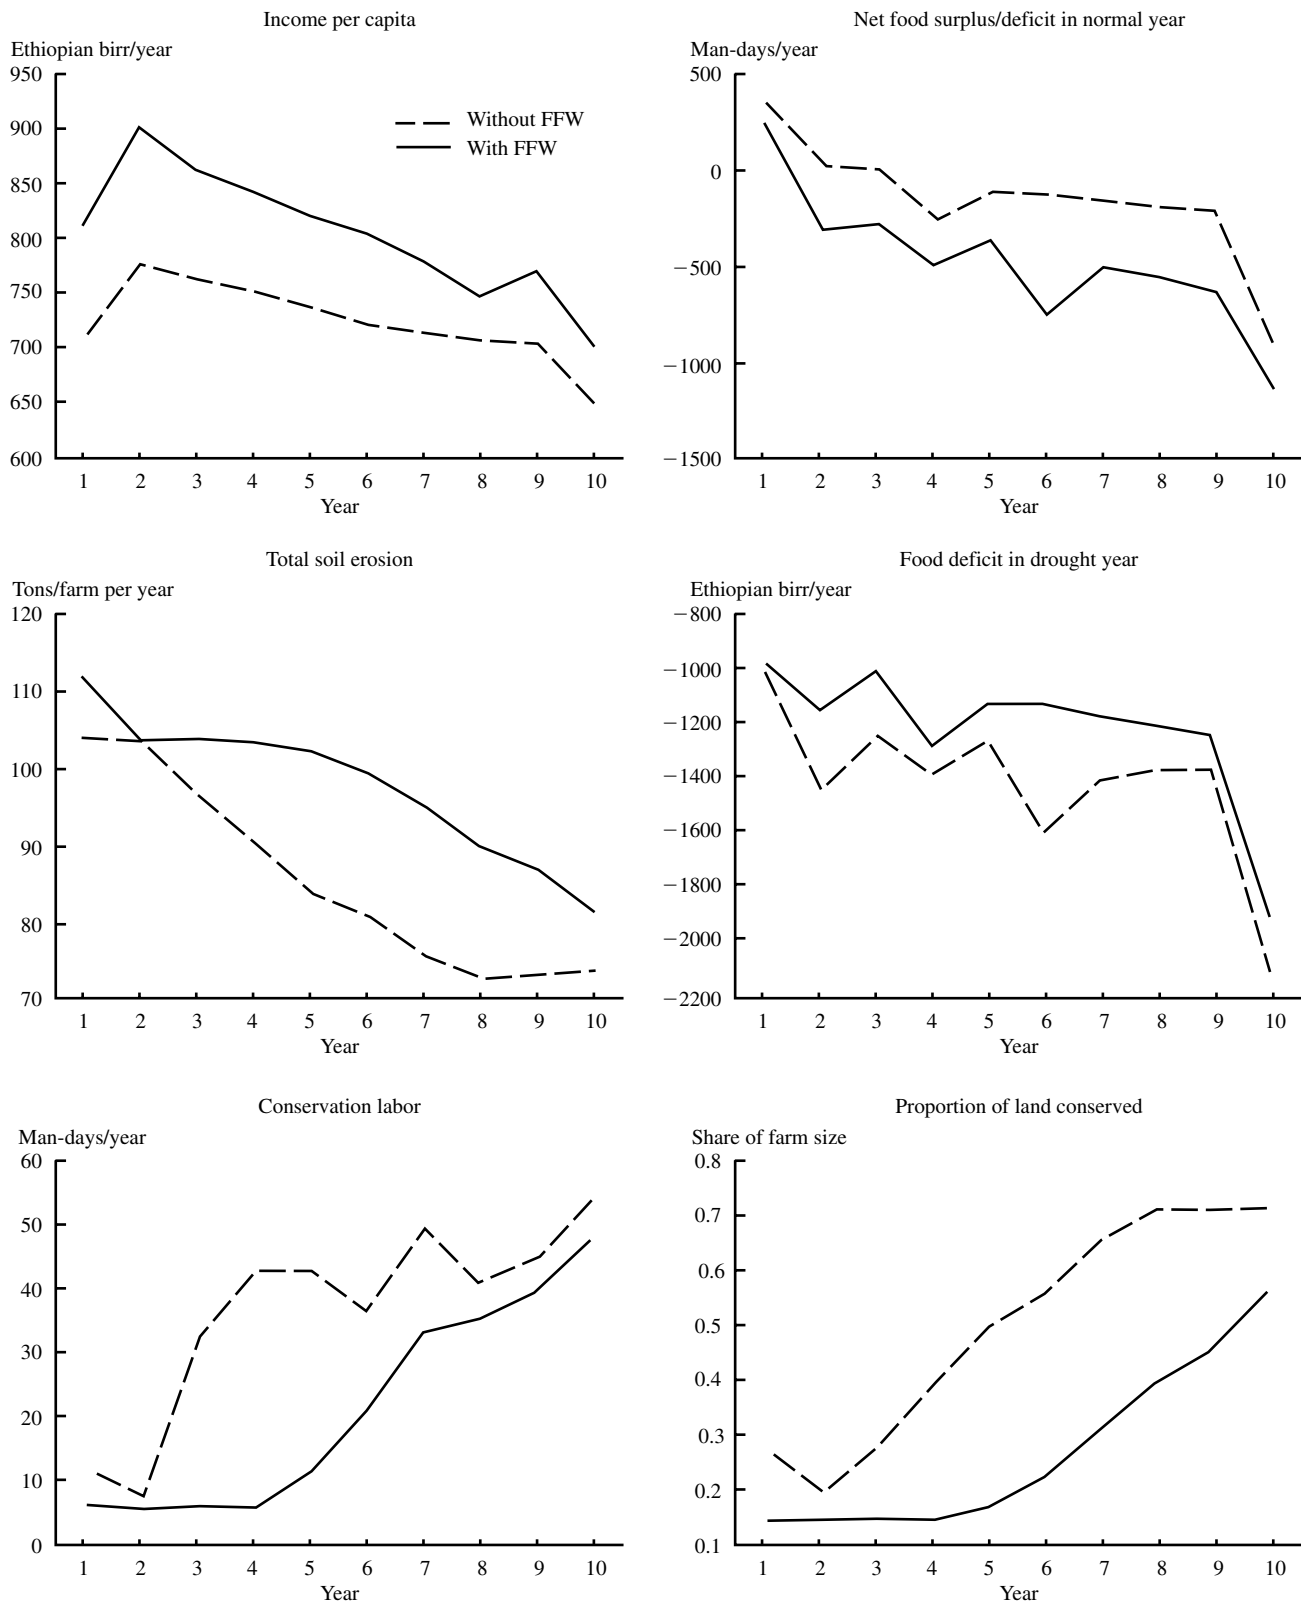 Income per capita
Ethiopian birr/year
950
900
850
800
750
700
650
600
Without FFW
With FFW
1 2 3 4 5 6 7 8 9 10
Year
Net food surplus/deficit in normal year
Man-days/year
500
0
−500
−1000
−1500
1 2 3 4 5 6 7 8 9 10
Year
Total soil erosion
Tons/farm per year
120
110
100
90
80
70
1 2 3 4 5 6 7 8 9 10
Year
Food deficit in drought year
Ethiopian birr/year
−800
−1000
−1200
−1400
−1600
−1800
−2000
−2200
1 2 3 4 5 6 7 8 9 10
Year
Conservation labor
Man-days/year
60
50
40
30
20
10
0
1 2 3 4 5 6 7 8 9 10
Year
Proportion of land conserved
Share of farm size
0.8
0.7
0.6
0.5
0.4
0.3
0.2
0.1
1 2 3 4 5 6 7 8 9 10
Year